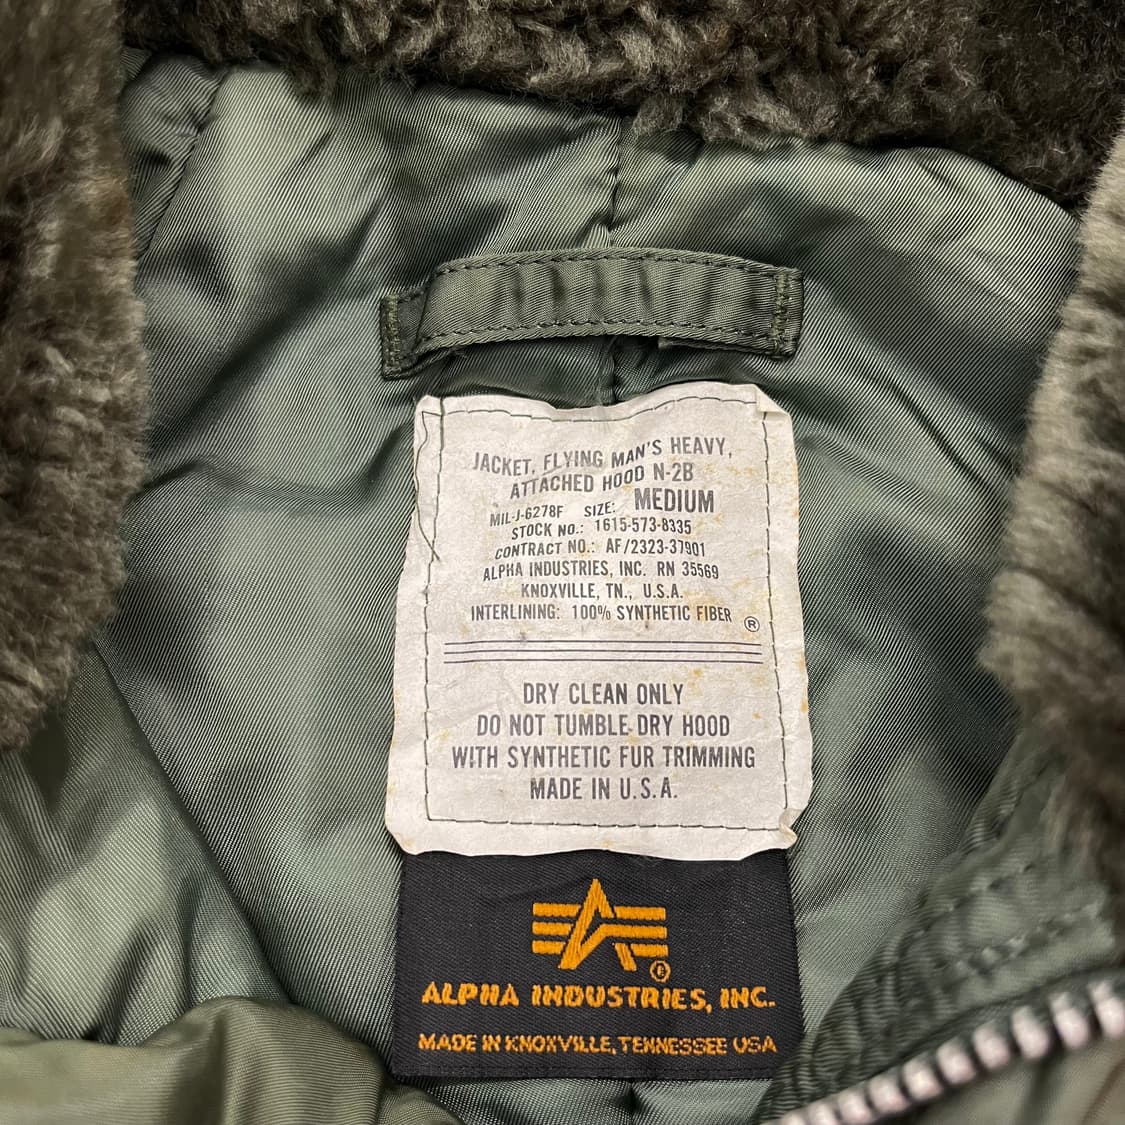 JACKET, FLYING MAN'S HEAVY,
ATTACHED HOOD N-2B
MIL-J-6278F SIZE: MEDIUM
STOCK NO.: 1615-573-8335
CONTRACT NO.: AF/2323-37901
ALPHA INDUSTRIES, INC. RN 35569
KNOXVILLE, TN., U.S.A.
INTERLINING: 100% SYNTHETIC FIBER ®
DRY CLEAN ONLY
DO NOT TUMBLE DRY HOOD
WITH SYNTHETIC FUR TRIMMING
MADE IN U.S.A.
®
ALPHA INDUSTRIES, INC.
MADE IN KNOXVILLE, TENNESSEE USA